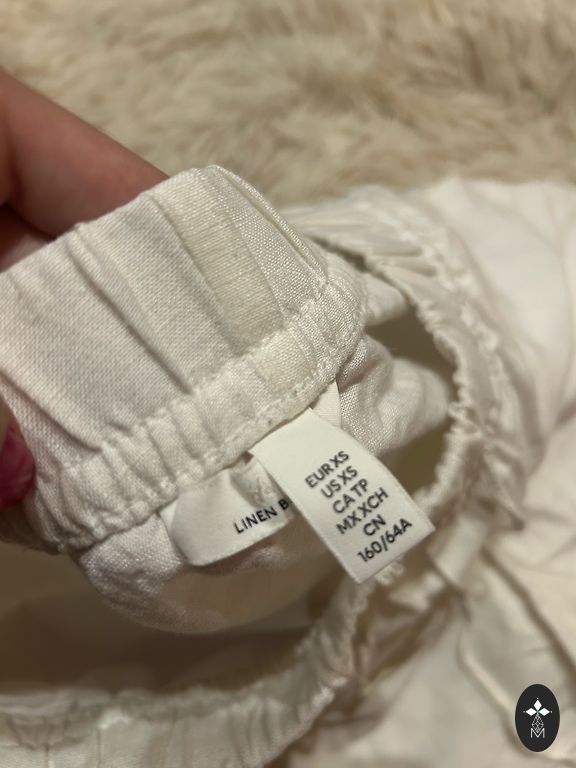 LINEN B
EUR XS
US XS
CA TP
MX XCH
CN
160/64A
M